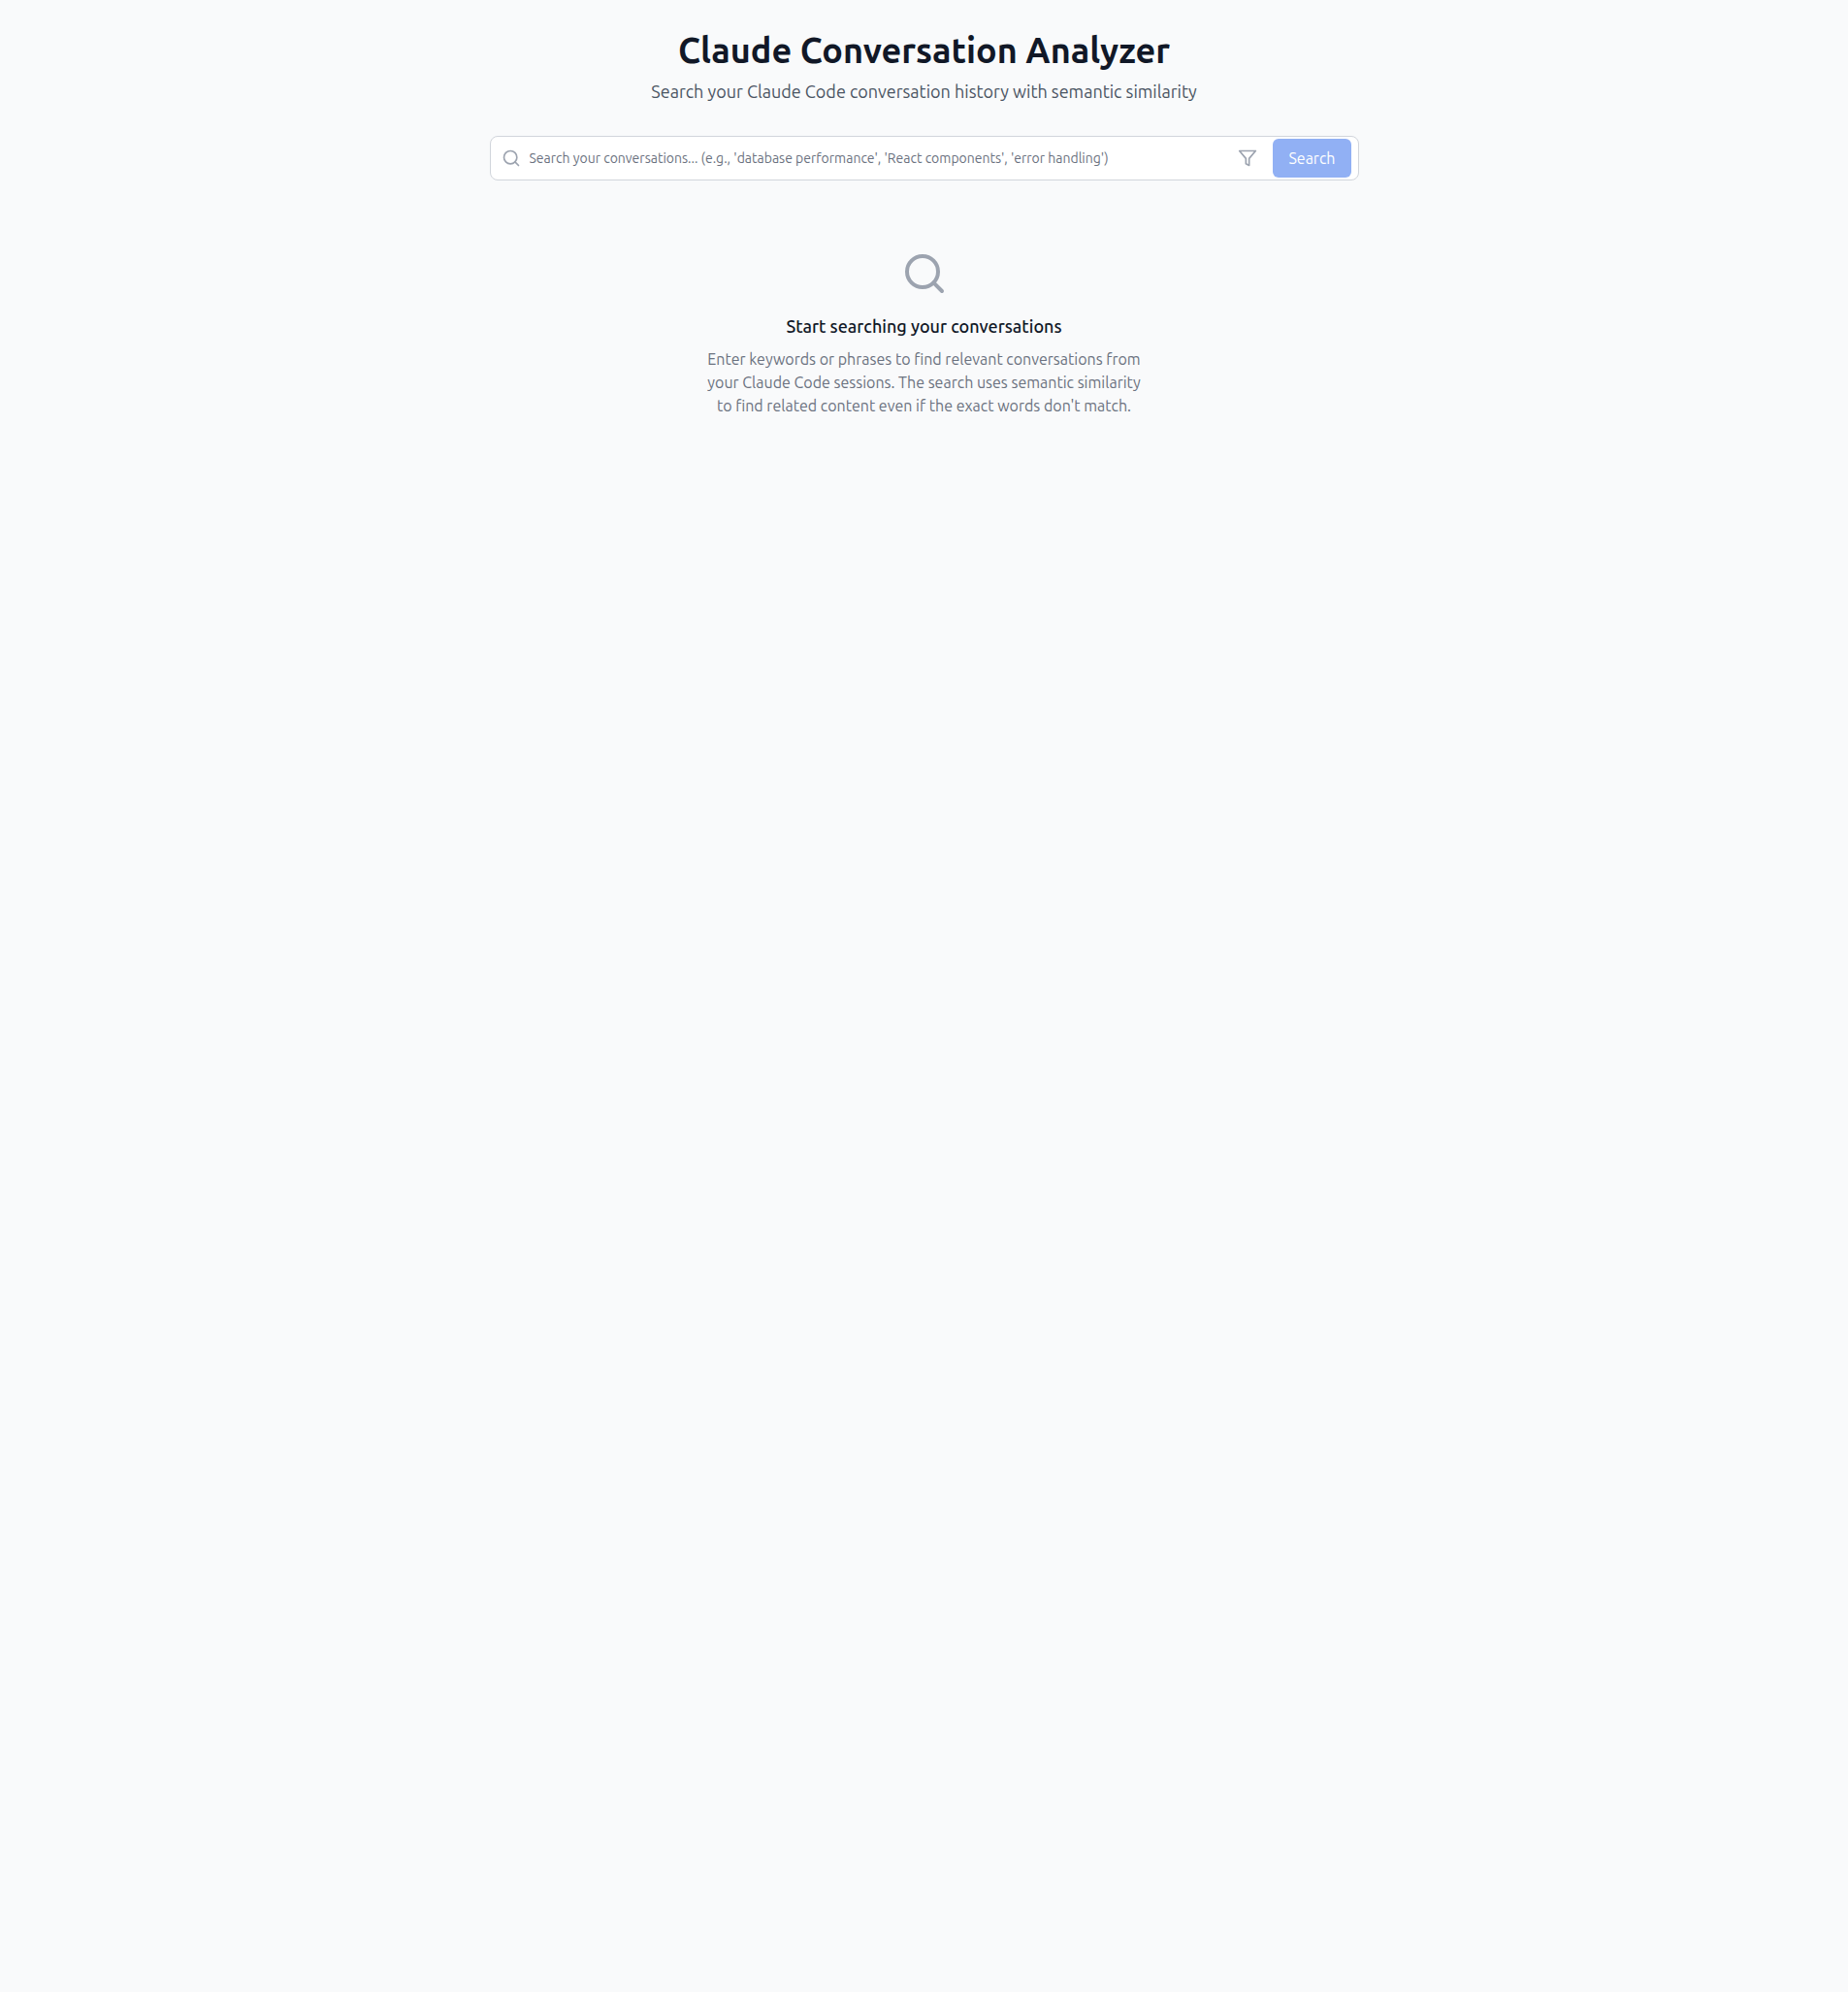 Claude Conversation Analyzer
Search your Claude Code conversation history with semantic similarity
Search your conversations... (e.g., 'database performance', 'React components', 'error handling')
Search
Start searching your conversations
Enter keywords or phrases to find relevant conversations from
your Claude Code sessions. The search uses semantic similarity
to find related content even if the exact words don't match.